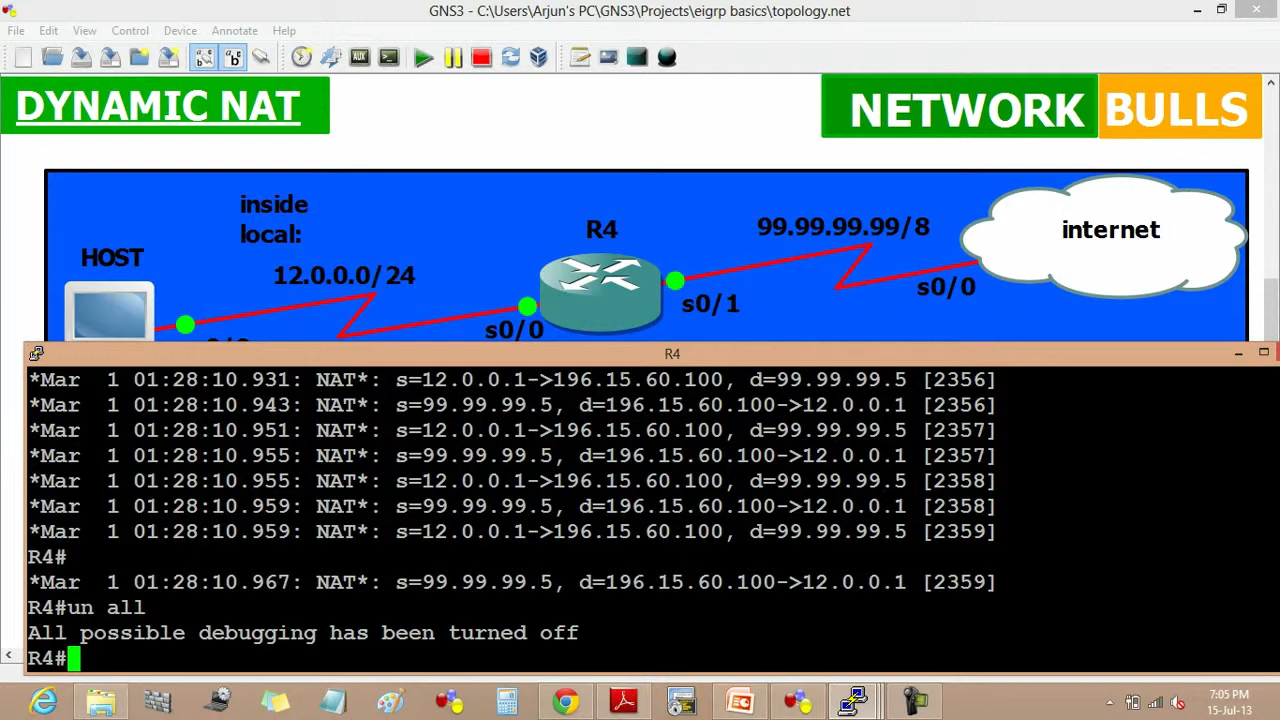 GNS3 - C:\Users\Arjun's PC\GNS3\Projects\eigrp basics\topology.net
File Edit View Control Device Annotate Help
DYNAMIC NAT
NETWORK BULLS
inside
local:
HOST
12.0.0.0/24
R4
99.99.99.99/8
internet
s0/0
s0/1
s0/0
R4
*Mar  1 01:28:10.931: NAT*: s=12.0.0.1->196.15.60.100, d=99.99.99.5 [2356]
*Mar  1 01:28:10.943: NAT*: s=99.99.99.5, d=196.15.60.100->12.0.0.1 [2356]
*Mar  1 01:28:10.951: NAT*: s=12.0.0.1->196.15.60.100, d=99.99.99.5 [2357]
*Mar  1 01:28:10.955: NAT*: s=99.99.99.5, d=196.15.60.100->12.0.0.1 [2357]
*Mar  1 01:28:10.955: NAT*: s=12.0.0.1->196.15.60.100, d=99.99.99.5 [2358]
*Mar  1 01:28:10.959: NAT*: s=99.99.99.5, d=196.15.60.100->12.0.0.1 [2358]
*Mar  1 01:28:10.959: NAT*: s=12.0.0.1->196.15.60.100, d=99.99.99.5 [2359]
R4#
*Mar  1 01:28:10.967: NAT*: s=99.99.99.5, d=196.15.60.100->12.0.0.1 [2359]
R4#un all
All possible debugging has been turned off
R4#
7:05 PM
15-Jul-13